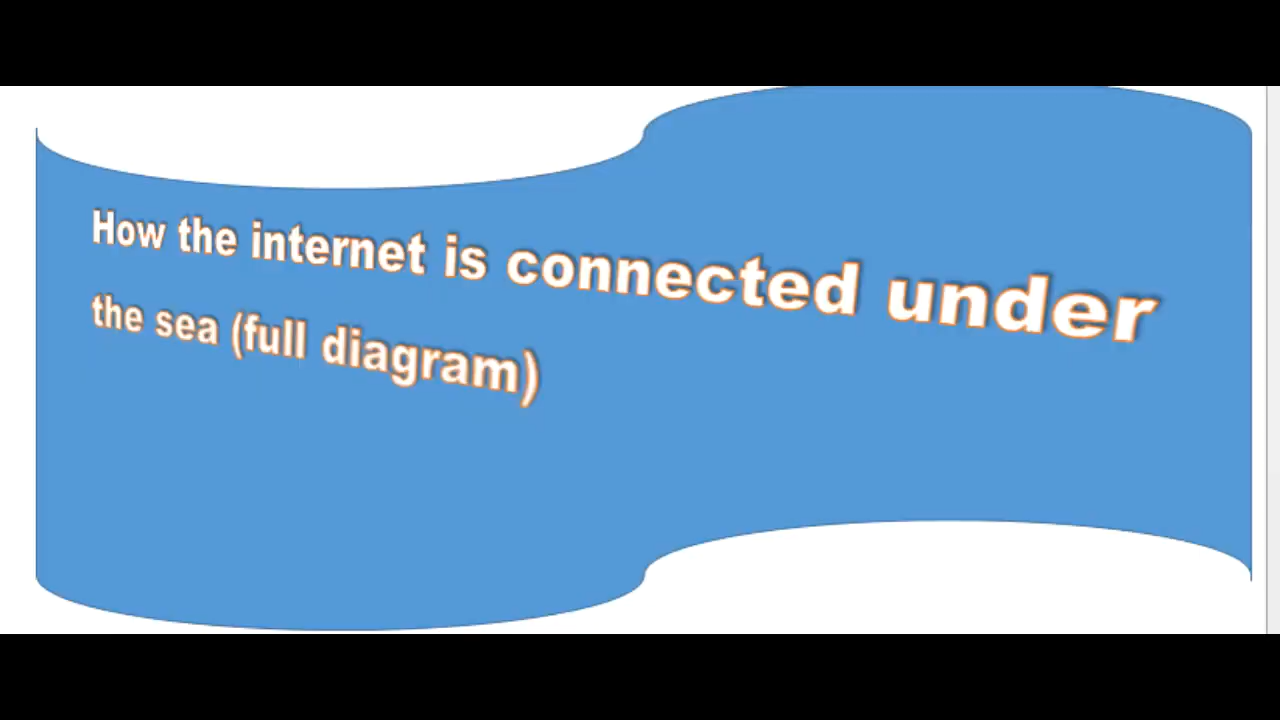 How the internet is connected under
the sea (full diagram)